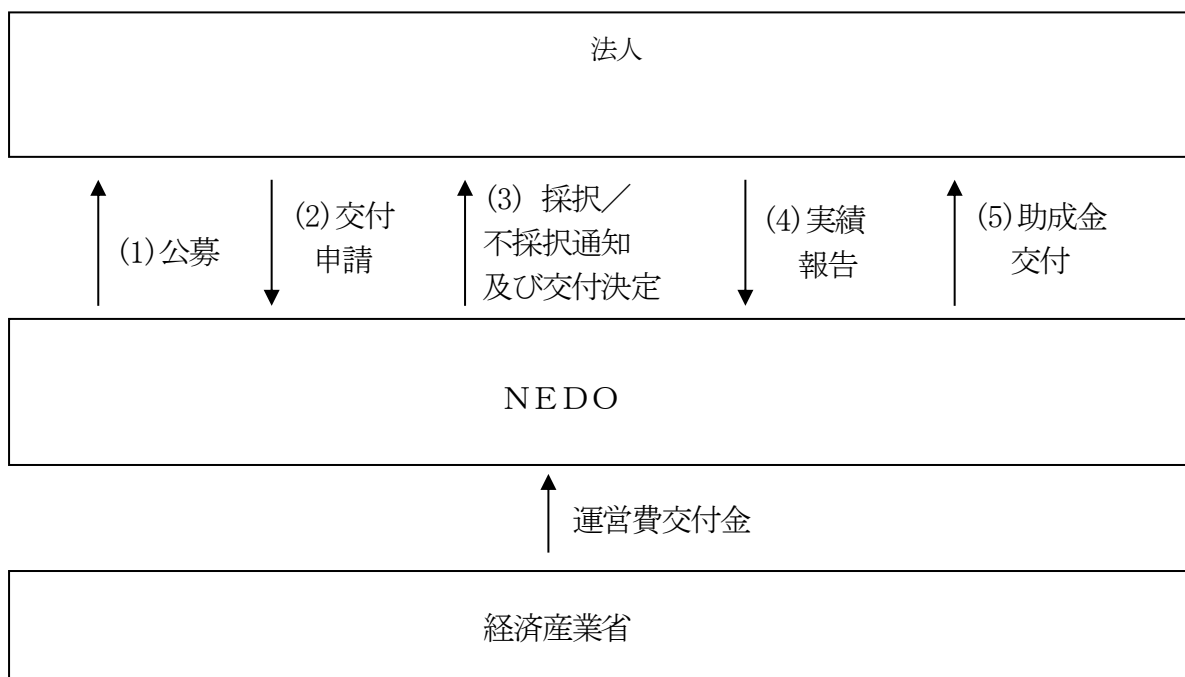 法人
(1)公募
(2)交付
申請
(3) 採択／
不採択通知
及び交付決定
(4)実績
報告
(5)助成金
交付
ＮＥＤＯ
運営費交付金
経済産業省